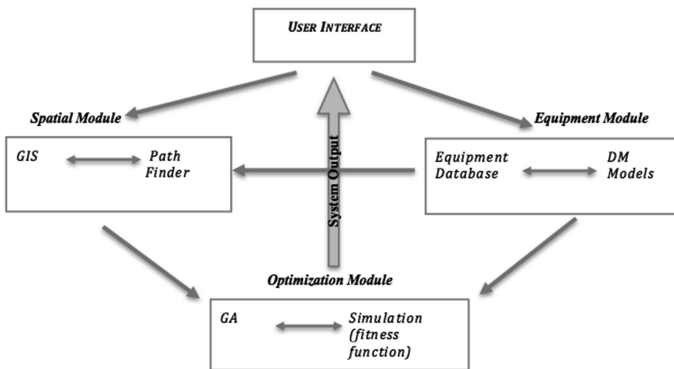 USER INTERFACE
Spatial Module
Equipment Module
GIS
Path
Finder
Equipment
Database
DM
Models
System Output
Optimization Module
GA
Simulation
(fitness
function)